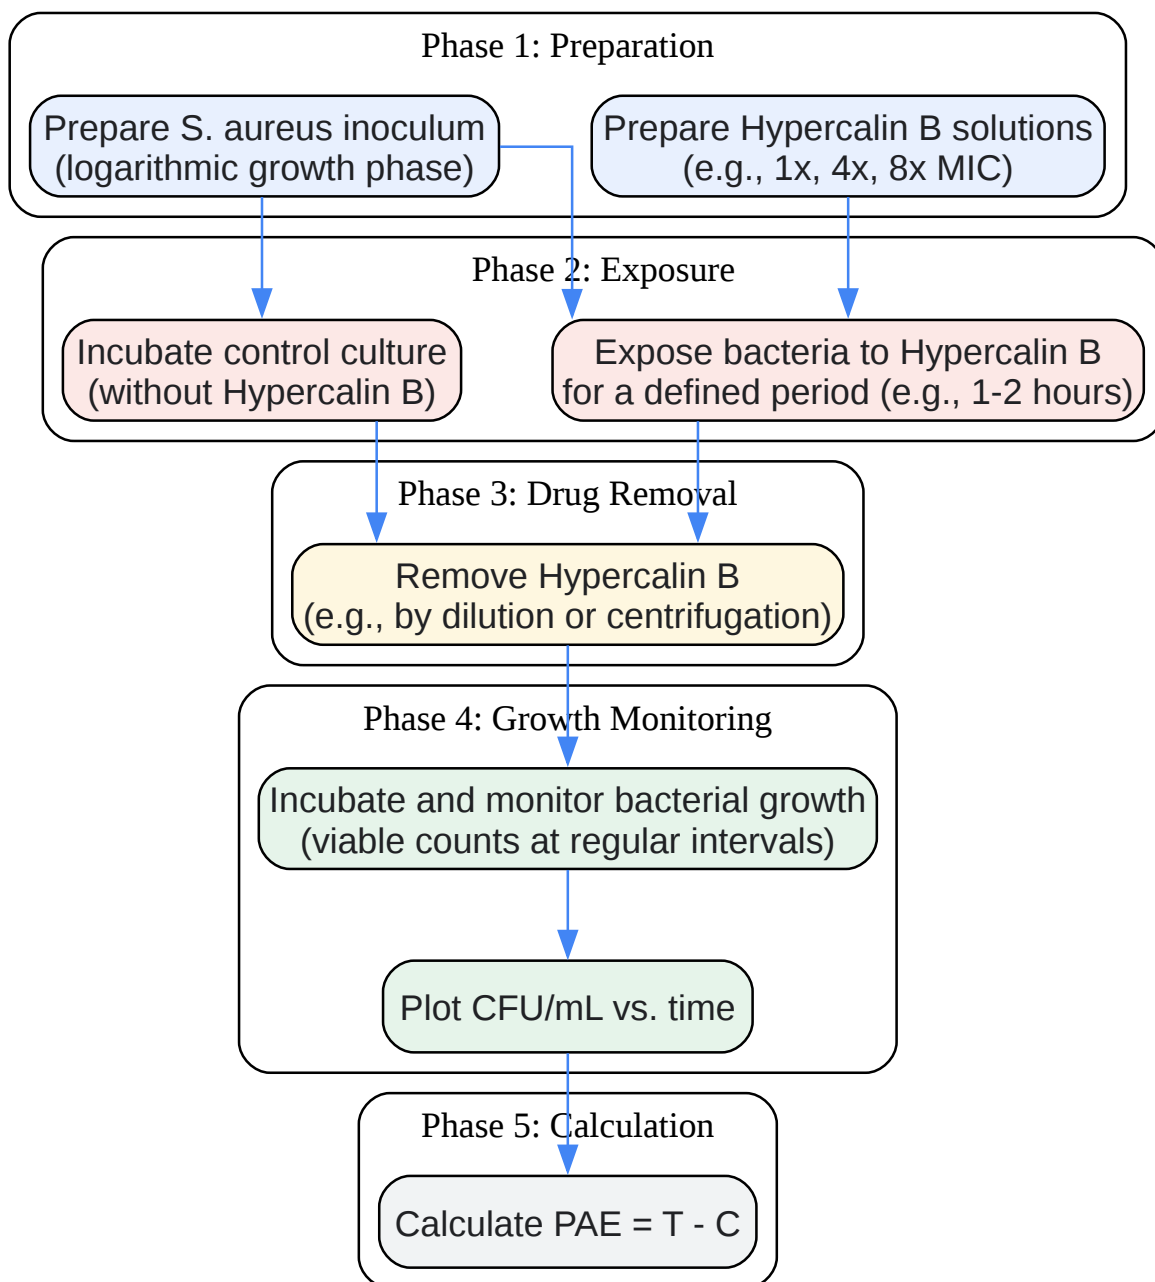 Phase 1: Preparation
Prepare S. aureus inoculum
(logarithmic growth phase)
Prepare Hypercalin B solutions
(e.g., 1x, 4x, 8x MIC)
Phase 2: Exposure
Incubate control culture
(without Hypercalin B)
Expose bacteria to Hypercalin B
for a defined period (e.g., 1-2 hours)
Phase 3: Drug Removal
Remove Hypercalin B
(e.g., by dilution or centrifugation)
Phase 4: Growth Monitoring
Incubate and monitor bacterial growth
(viable counts at regular intervals)
Plot CFU/mL vs. time
Phase 5: Calculation
Calculate PAE = T - C